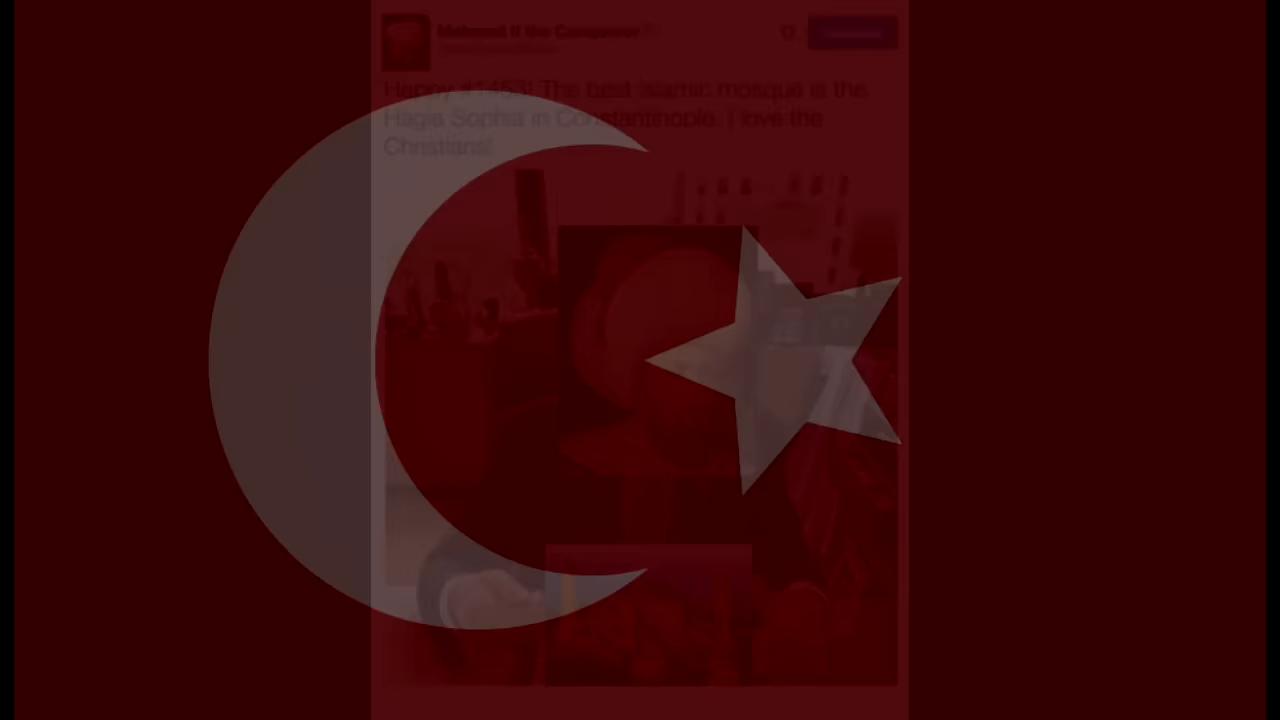 Mehmed II the Conqueror
Happy #1453! The best Islamic mosque is the
Hagia Sophia in Constantinople. I love the
Christians!